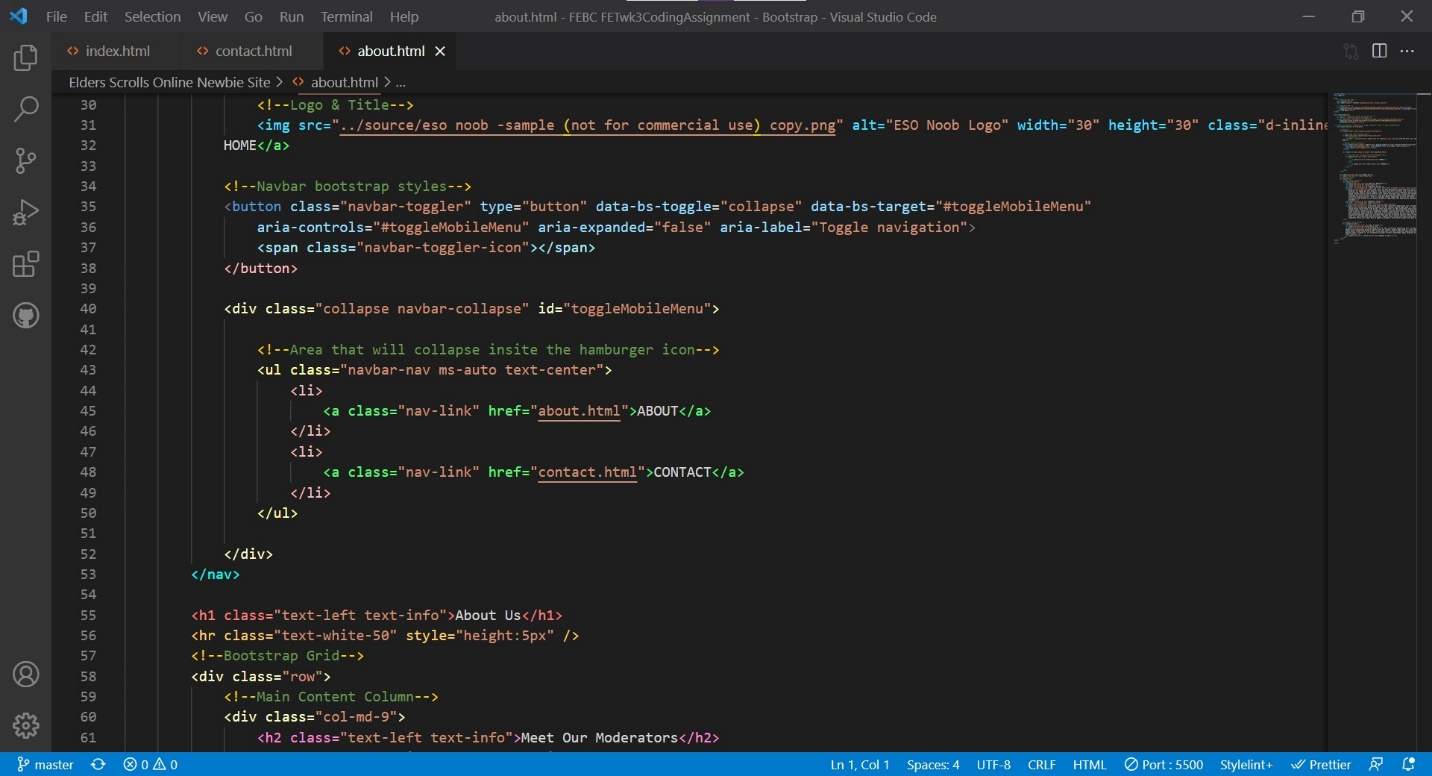 File Edit Selection View Go Run Terminal Help about.html - FEBC FETwk3CodingAssignment - Bootstrap - Visual Studio Code
index.html contact.html about.html
Elders Scrolls Online Newbie Site > about.html > ...
30 <!--Logo & Title-->
31 <img src="../source/eso noob -sample (not for commercial use) copy.png" alt="ESO Noob Logo" width="30" height="30" class="d-inline
32 HOME</a>
33
34 <!--Navbar bootstrap styles-->
35 <button class="navbar-toggler" type="button" data-bs-toggle="collapse" data-bs-target="#toggleMobileMenu"
36 aria-controls="#toggleMobileMenu" aria-expanded="false" aria-label="Toggle navigation">
37 <span class="navbar-toggler-icon"></span>
38 </button>
39
40 <div class="collapse navbar-collapse" id="toggleMobileMenu">
41
42 <!--Area that will collapse insite the hamburger icon-->
43 <ul class="navbar-nav ms-auto text-center">
44 <li>
45 <a class="nav-link" href="about.html">ABOUT</a>
46 </li>
47 <li>
48 <a class="nav-link" href="contact.html">CONTACT</a>
49 </li>
50 </ul>
51
52 </div>
53 </nav>
54
55 <h1 class="text-left text-info">About Us</h1>
56 <hr class="text-white-50" style="height:5px" />
57 <!--Bootstrap Grid-->
58 <div class="row">
59 <!--Main Content Column-->
60 <div class="col-md-9">
61 <h2 class="text-left text-info">Meet Our Moderators</h2>
master 0 0 Ln 1, Col 1 Spaces: 4 UTF-8 CRLF HTML Port : 5500 Stylelint+ Prettier